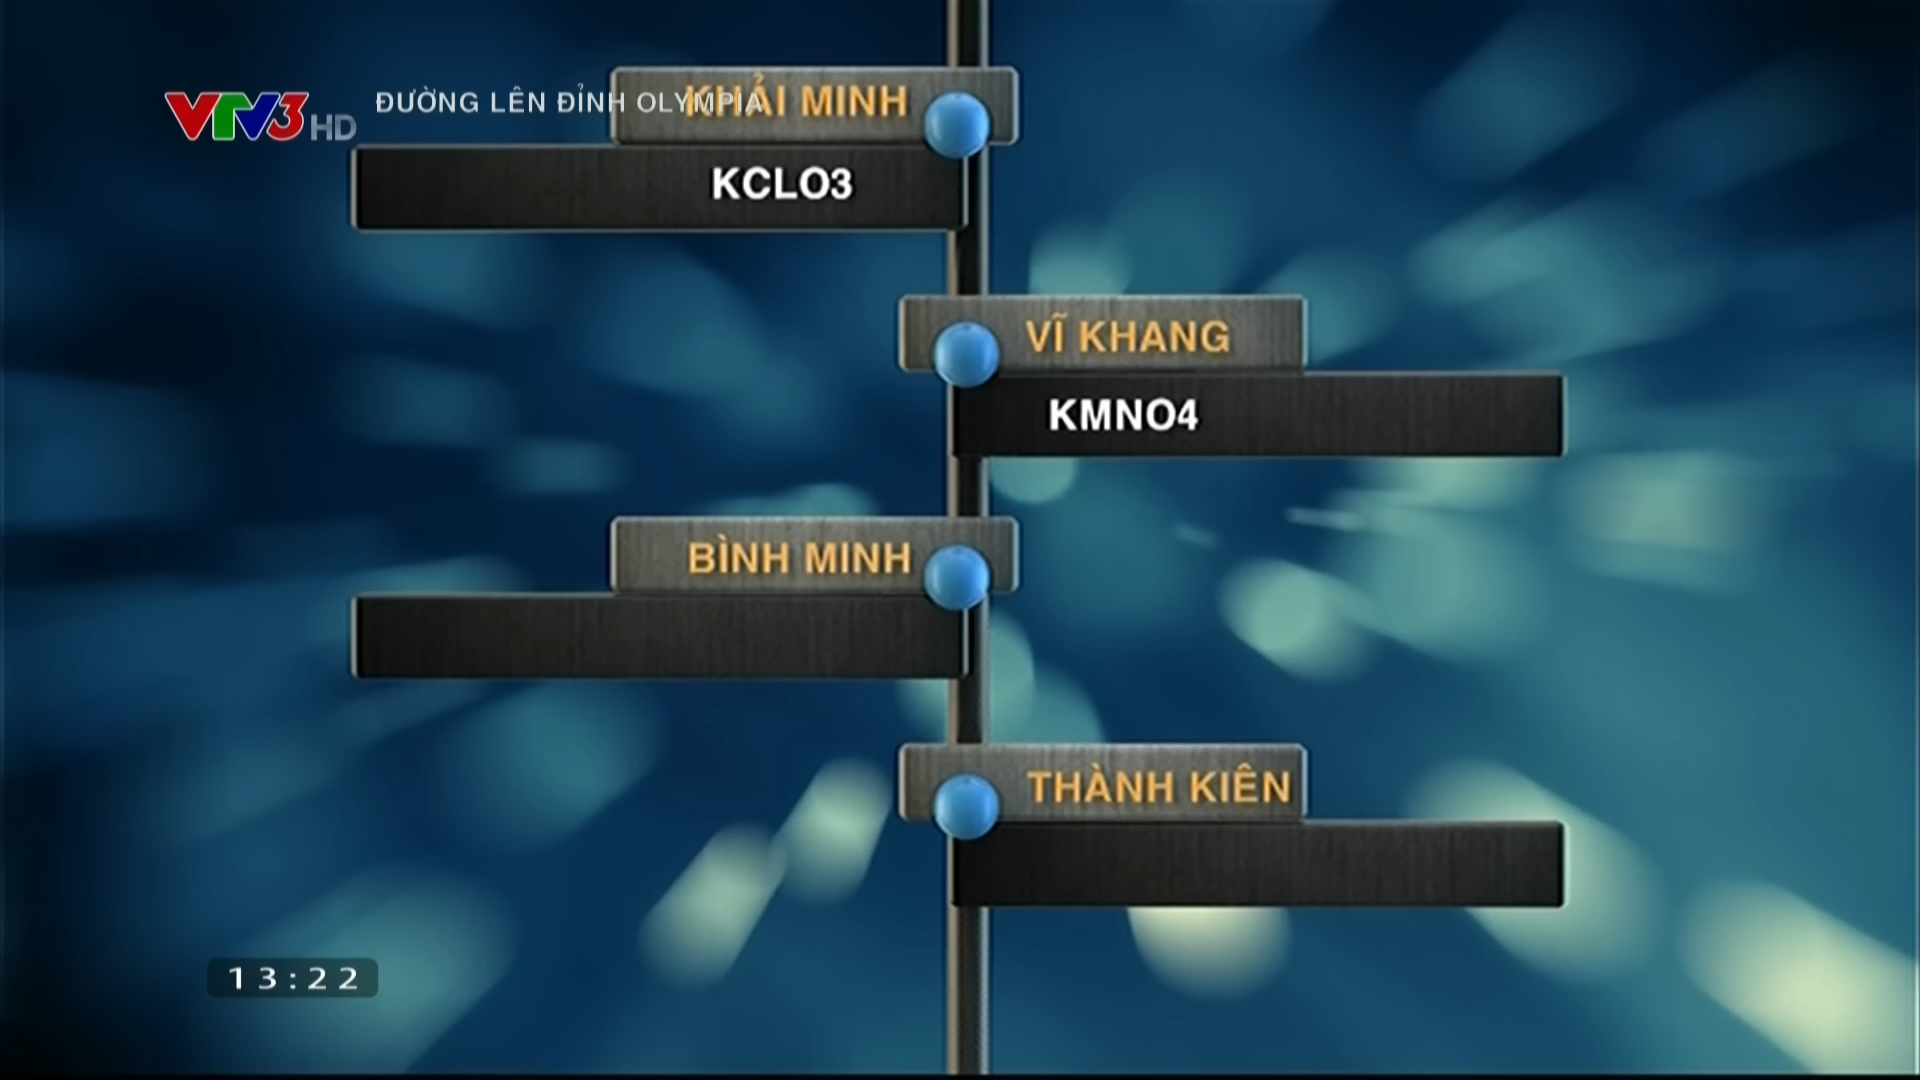 VTV3 HD
ĐƯỜNG LÊN ĐỈNH OLYMPIA
KHẢI MINH
KCLO3
VĨ KHANG
KMNO4
BÌNH MINH
THÀNH KIÊN
13:22